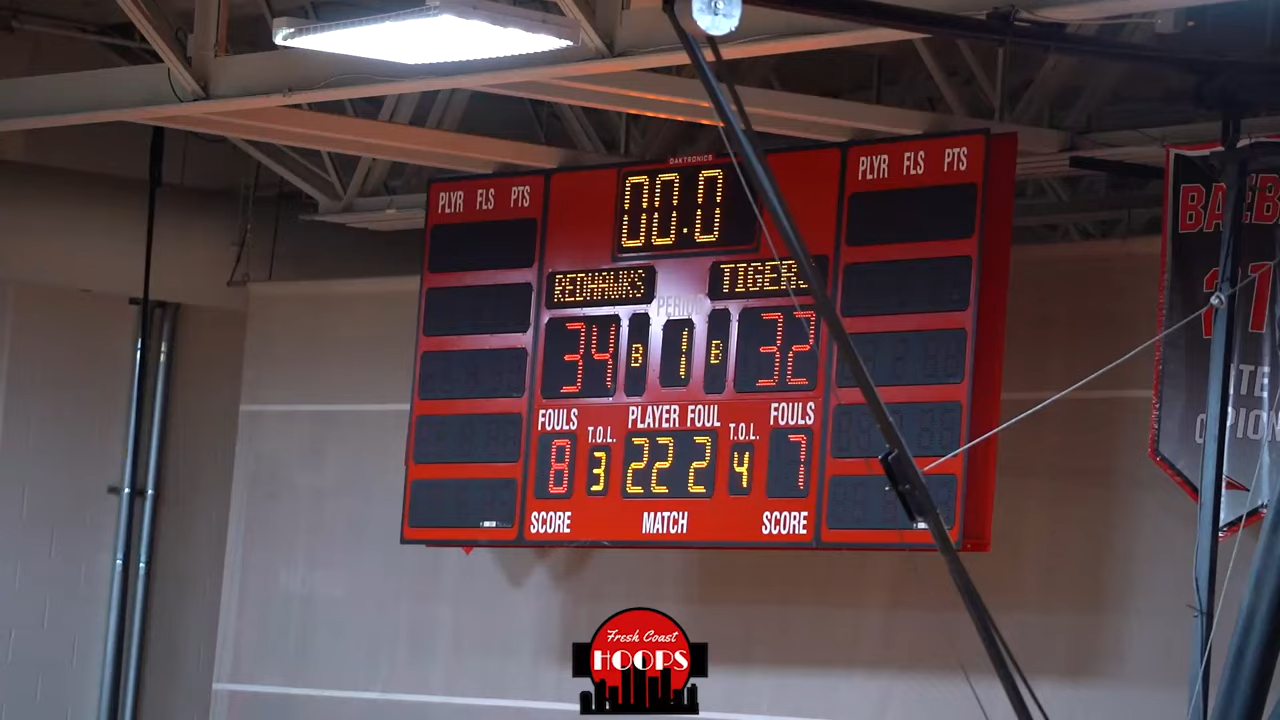 DAKTRONICS
PLYR FLS PTS
00.0
PLYR FLS PTS
REDHAWKS
TIGERS
PERIOD
34 B 1 B 32
FOULS PLAYER FOUL FOULS
T.O.L. T.O.L.
8 3 22 2 4 7
SCORE MATCH SCORE
Fresh Coast
HOOPS